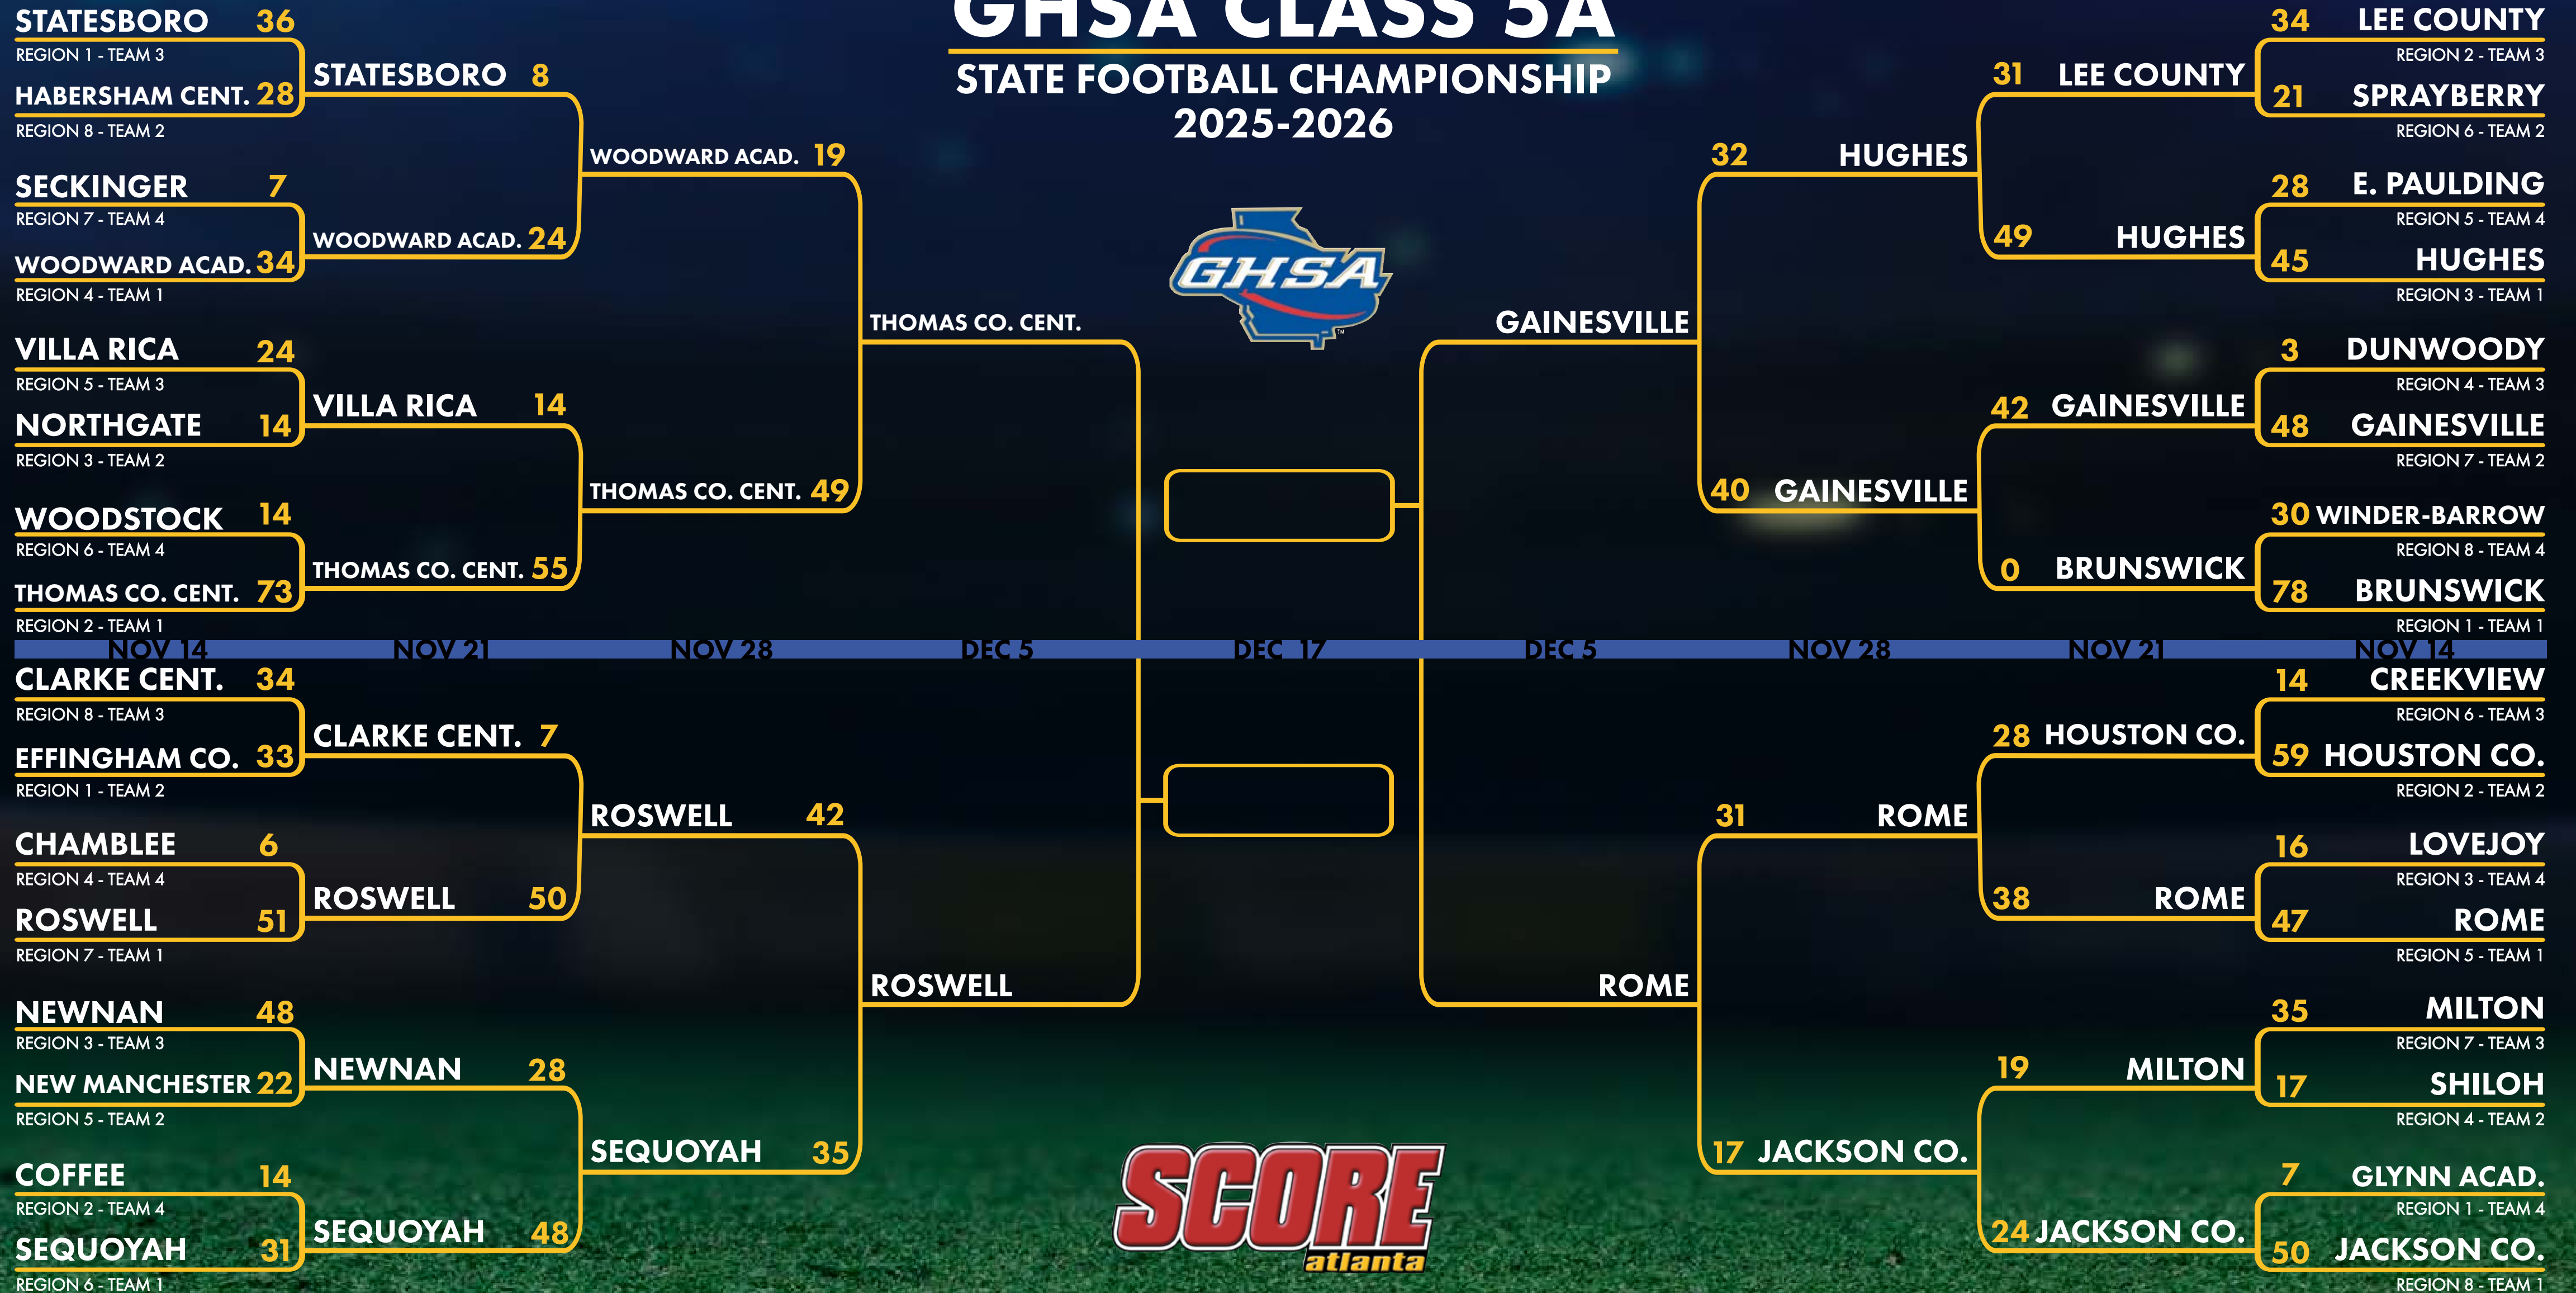 GHSA CLASS 5A
STATE FOOTBALL CHAMPIONSHIP
2025-2026
STATESBORO 36
REGION 1 - TEAM 3
HABERSHAM CENT. 28
REGION 8 - TEAM 2
SECKINGER 7
REGION 7 - TEAM 4
WOODWARD ACAD. 34
REGION 4 - TEAM 1
VILLA RICA 24
REGION 5 - TEAM 3
NORTHGATE 14
REGION 3 - TEAM 2
WOODSTOCK 14
REGION 6 - TEAM 4
THOMAS CO. CENT. 73
REGION 2 - TEAM 1
STATESBORO 8
WOODWARD ACAD. 24
VILLA RICA 14
THOMAS CO. CENT. 55
WOODWARD ACAD. 19
THOMAS CO. CENT. 49
THOMAS CO. CENT.
GHSA
TM
GAINESVILLE
32 HUGHES
40 GAINESVILLE
31 LEE COUNTY
49 HUGHES
42 GAINESVILLE
0 BRUNSWICK
34 LEE COUNTY
REGION 2 - TEAM 3
21 SPRAYBERRY
REGION 6 - TEAM 2
28 E. PAULDING
REGION 5 - TEAM 4
45 HUGHES
REGION 3 - TEAM 1
3 DUNWOODY
REGION 4 - TEAM 3
48 GAINESVILLE
REGION 7 - TEAM 2
30 WINDER-BARROW
REGION 8 - TEAM 4
78 BRUNSWICK
REGION 1 - TEAM 1
NOV 14 NOV 21 NOV 28 DEC 5 DEC 17 DEC 5 NOV 28 NOV 21 NOV 14
CLARKE CENT. 34
REGION 8 - TEAM 3
EFFINGHAM CO. 33
REGION 1 - TEAM 2
CHAMBLEE 6
REGION 4 - TEAM 4
ROSWELL 51
REGION 7 - TEAM 1
NEWNAN 48
REGION 3 - TEAM 3
NEW MANCHESTER 22
REGION 5 - TEAM 2
COFFEE 14
REGION 2 - TEAM 4
SEQUOYAH 31
REGION 6 - TEAM 1
CLARKE CENT. 7
ROSWELL 50
NEWNAN 28
SEQUOYAH 48
ROSWELL 42
SEQUOYAH 35
ROSWELL
SCORE
atlanta
ROME
31 ROME
17 JACKSON CO.
28 HOUSTON CO.
38 ROME
19 MILTON
24 JACKSON CO.
14 CREEKVIEW
REGION 6 - TEAM 3
59 HOUSTON CO.
REGION 2 - TEAM 2
16 LOVEJOY
REGION 3 - TEAM 4
47 ROME
REGION 5 - TEAM 1
35 MILTON
REGION 7 - TEAM 3
17 SHILOH
REGION 4 - TEAM 2
7 GLYNN ACAD.
REGION 1 - TEAM 4
50 JACKSON CO.
REGION 8 - TEAM 1